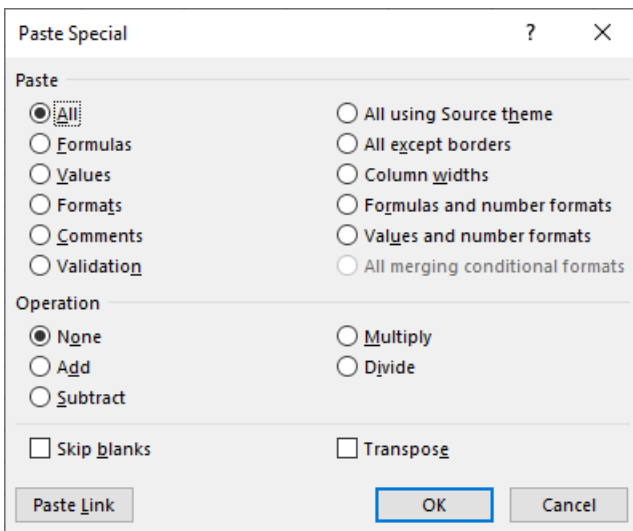 Paste Special ?
Paste
All All using Source theme
Formulas All except borders
Values Column widths
Formats Formulas and number formats
Comments Values and number formats
Validation All merging conditional formats
Operation
None Multiply
Add Divide
Subtract
Skip blanks Transpose
Paste Link OK Cancel